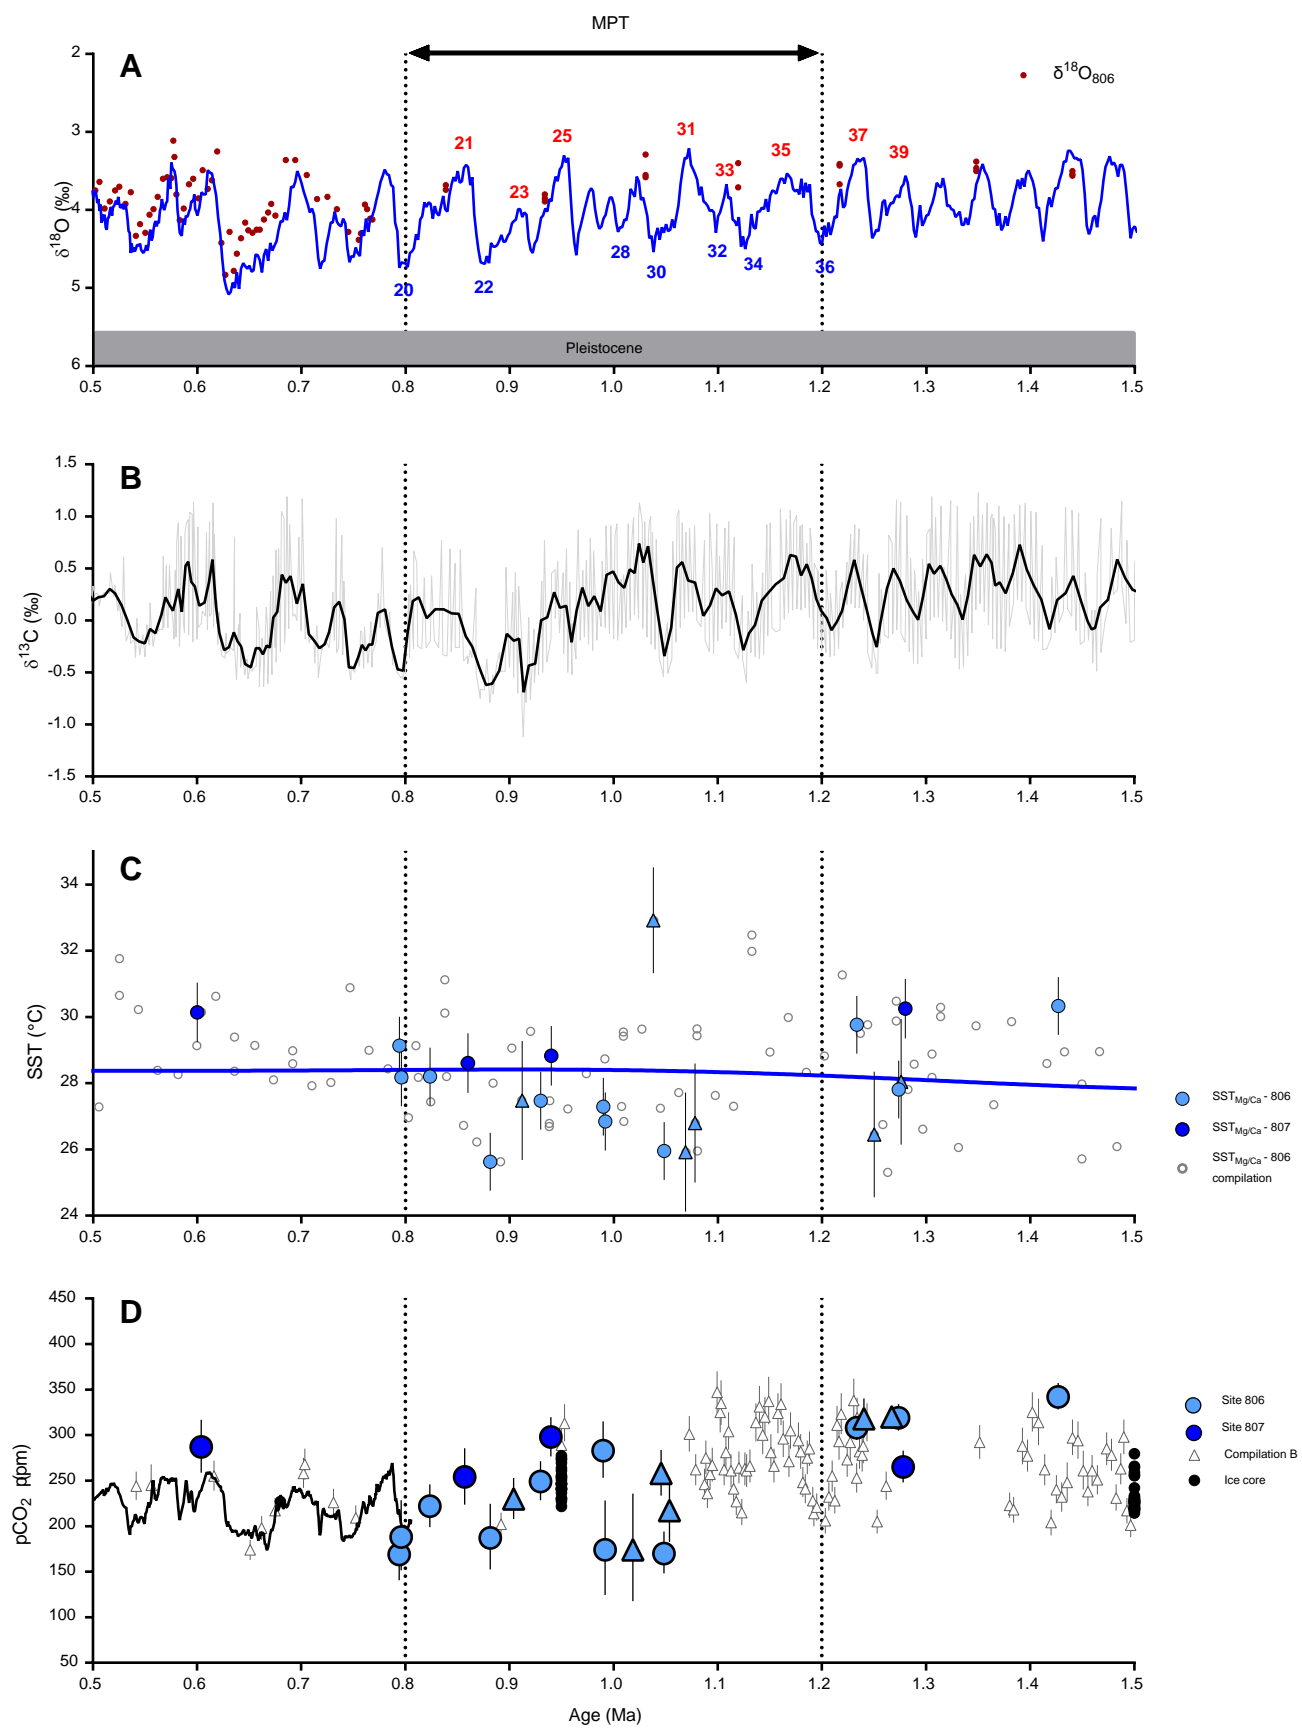 MPT
2
A
δ18O806
3
37
31
21
25
35
39
33
23
δ18O (‰)
4
28
32
30
34
36
22
20
5
Pleistocene
6
0.5 0.6 0.7 0.8 0.9 1.0 1.1 1.2 1.3 1.4 1.5
1.5
B
1.0
0.5
δ13C (‰)
0.0
-0.5
-1.0
-1.5
0.5 0.6 0.7 0.8 0.9 1.0 1.1 1.2 1.3 1.4 1.5
C
34
32
30
SST (°C)
28
26
24
SSTMg/Ca - 806
SSTMg/Ca - 807
SSTMg/Ca - 806
compilation
0.5 0.6 0.7 0.8 0.9 1.0 1.1 1.2 1.3 1.4 1.5
450
D
400
350
300
pCO2 (ppm)
250
200
150
100
50
Site 806
Site 807
Compilation B
Ice core
0.5 0.6 0.7 0.8 0.9 1.0 1.1 1.2 1.3 1.4 1.5
Age (Ma)